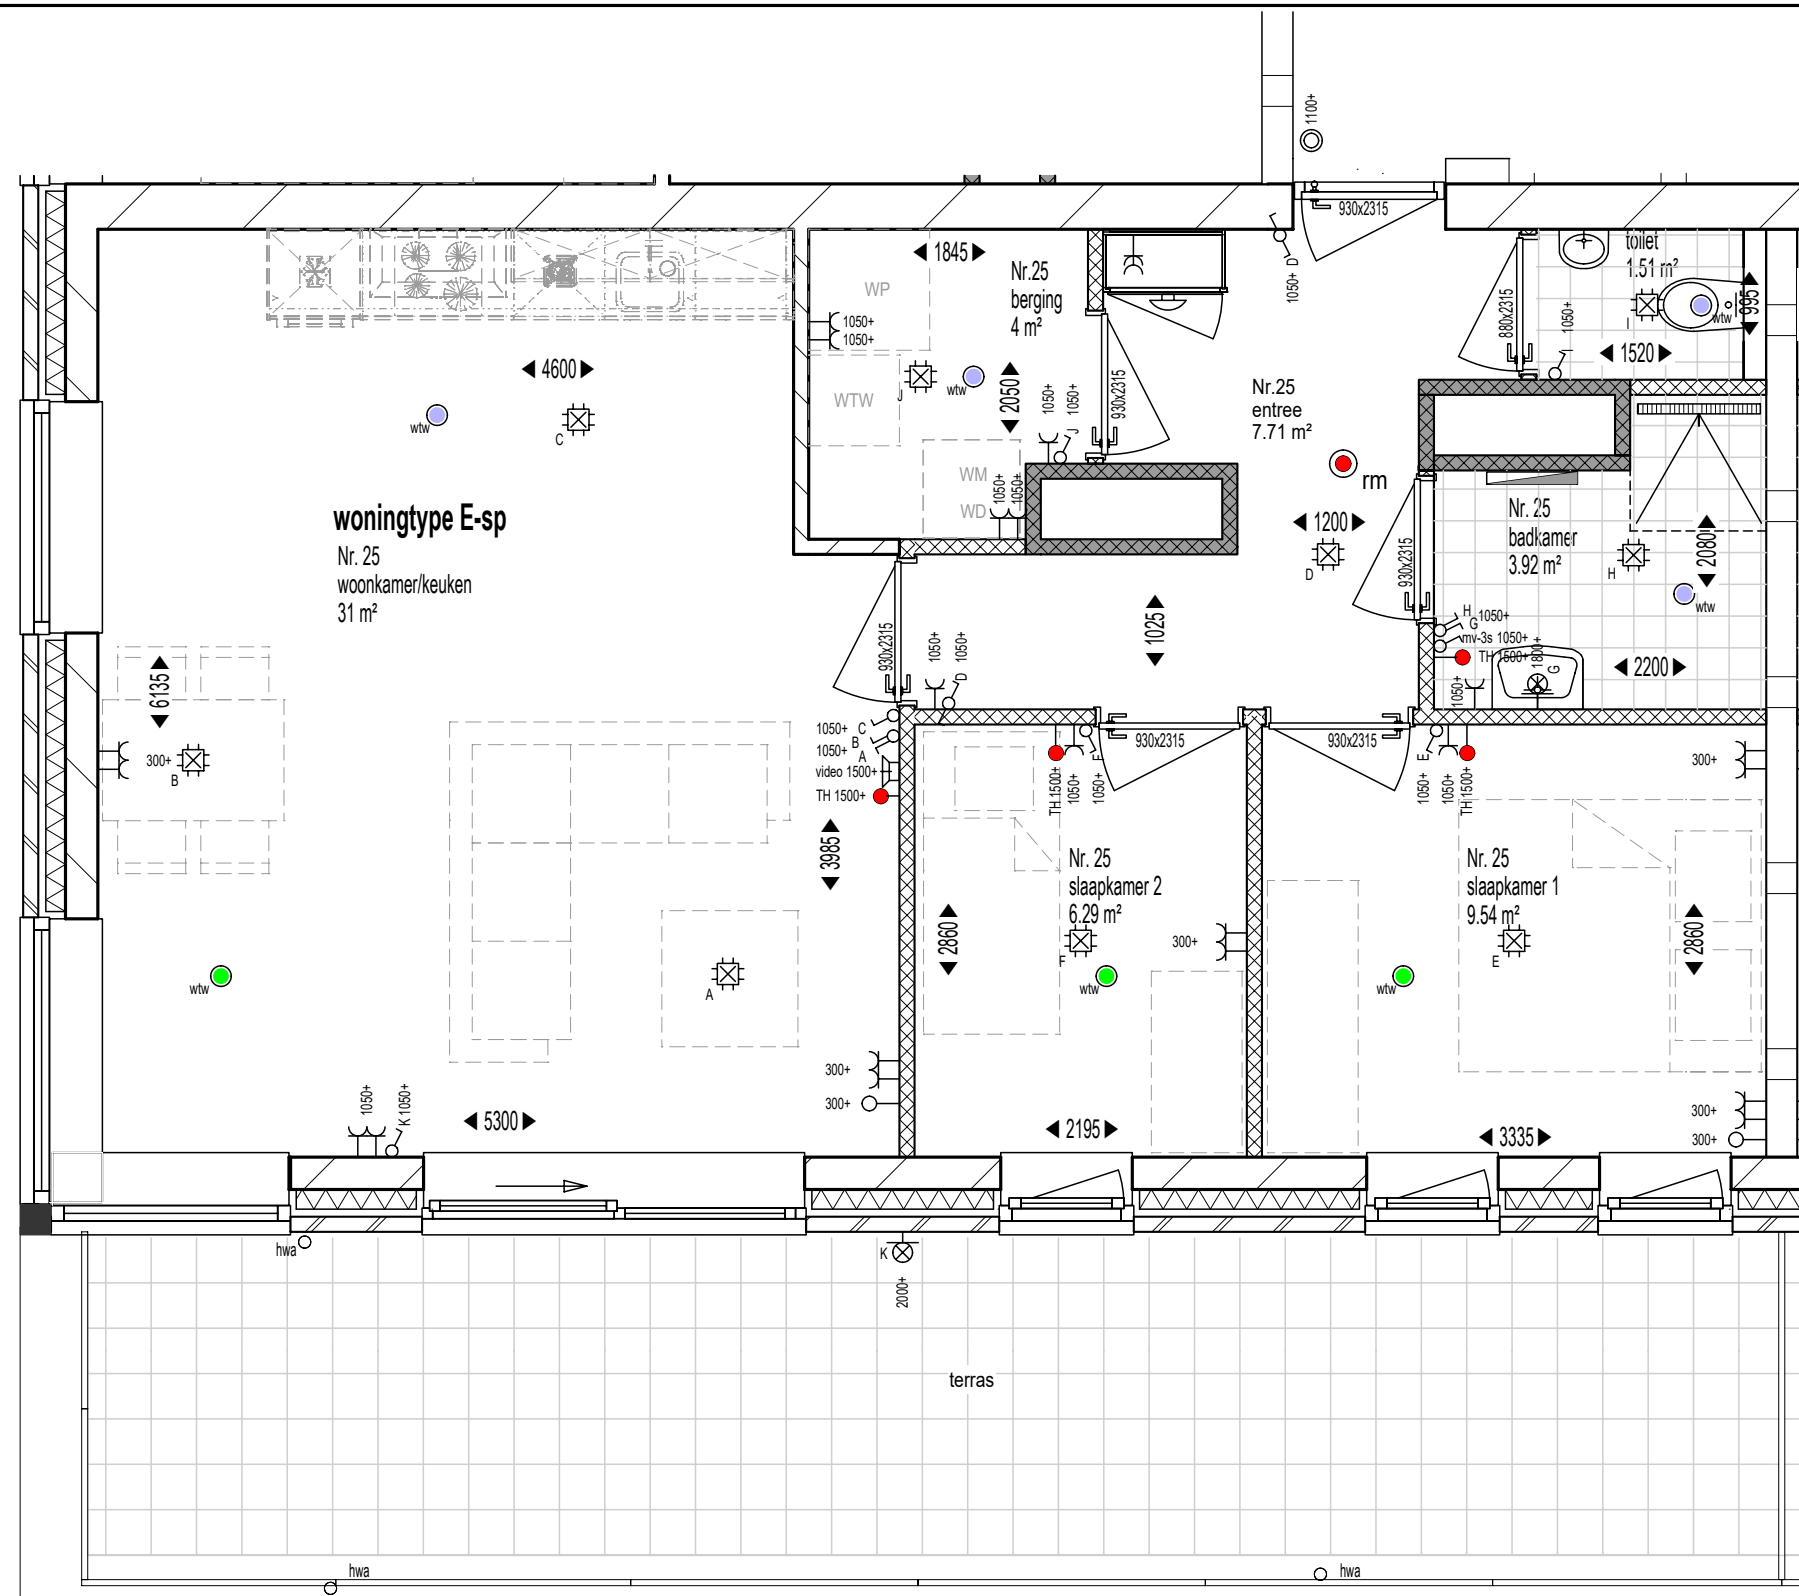 1100+
930x2315
1050+ D
toilet
1.51 m²
wtw
995
1520
1050+
I
880x2315
1845
Nr.25
berging
4 m²
WP
1050+
1050+
WTW
J
wtw
2050
1050+
1050+
J
930x2315
WM
WD
1050+
1050+
Nr.25
entree
7.71 m²
rm
1200
D
930x2315
1025
4600
wtw
C
woningtype E-sp
Nr. 25
woonkamer/keuken
31 m²
Nr. 25
badkamer
3.92 m²
H
2080
wtw
H
G 1050+
mv-3s 1050+
TH 1500+
1800+
G
1050+
2200
930x2315
1050+
1050+
D
6135
300+
B
1050+ C
B
1050+ A
video 1500+
TH 1500+
3985
930x2315
930x2315
TH 1500+
1050+
1050+
F
1050+
E
1050+
TH 1500+
300+
Nr. 25
slaapkamer 2
6.29 m²
F
wtw
2860
300+
Nr. 25
slaapkamer 1
9.54 m²
E
wtw
2860
wtw
A
300+
300+
1050+
K 1050+
5300
2195
3335
300+
300+
hwa
K
2000+
terras
hwa
hwa